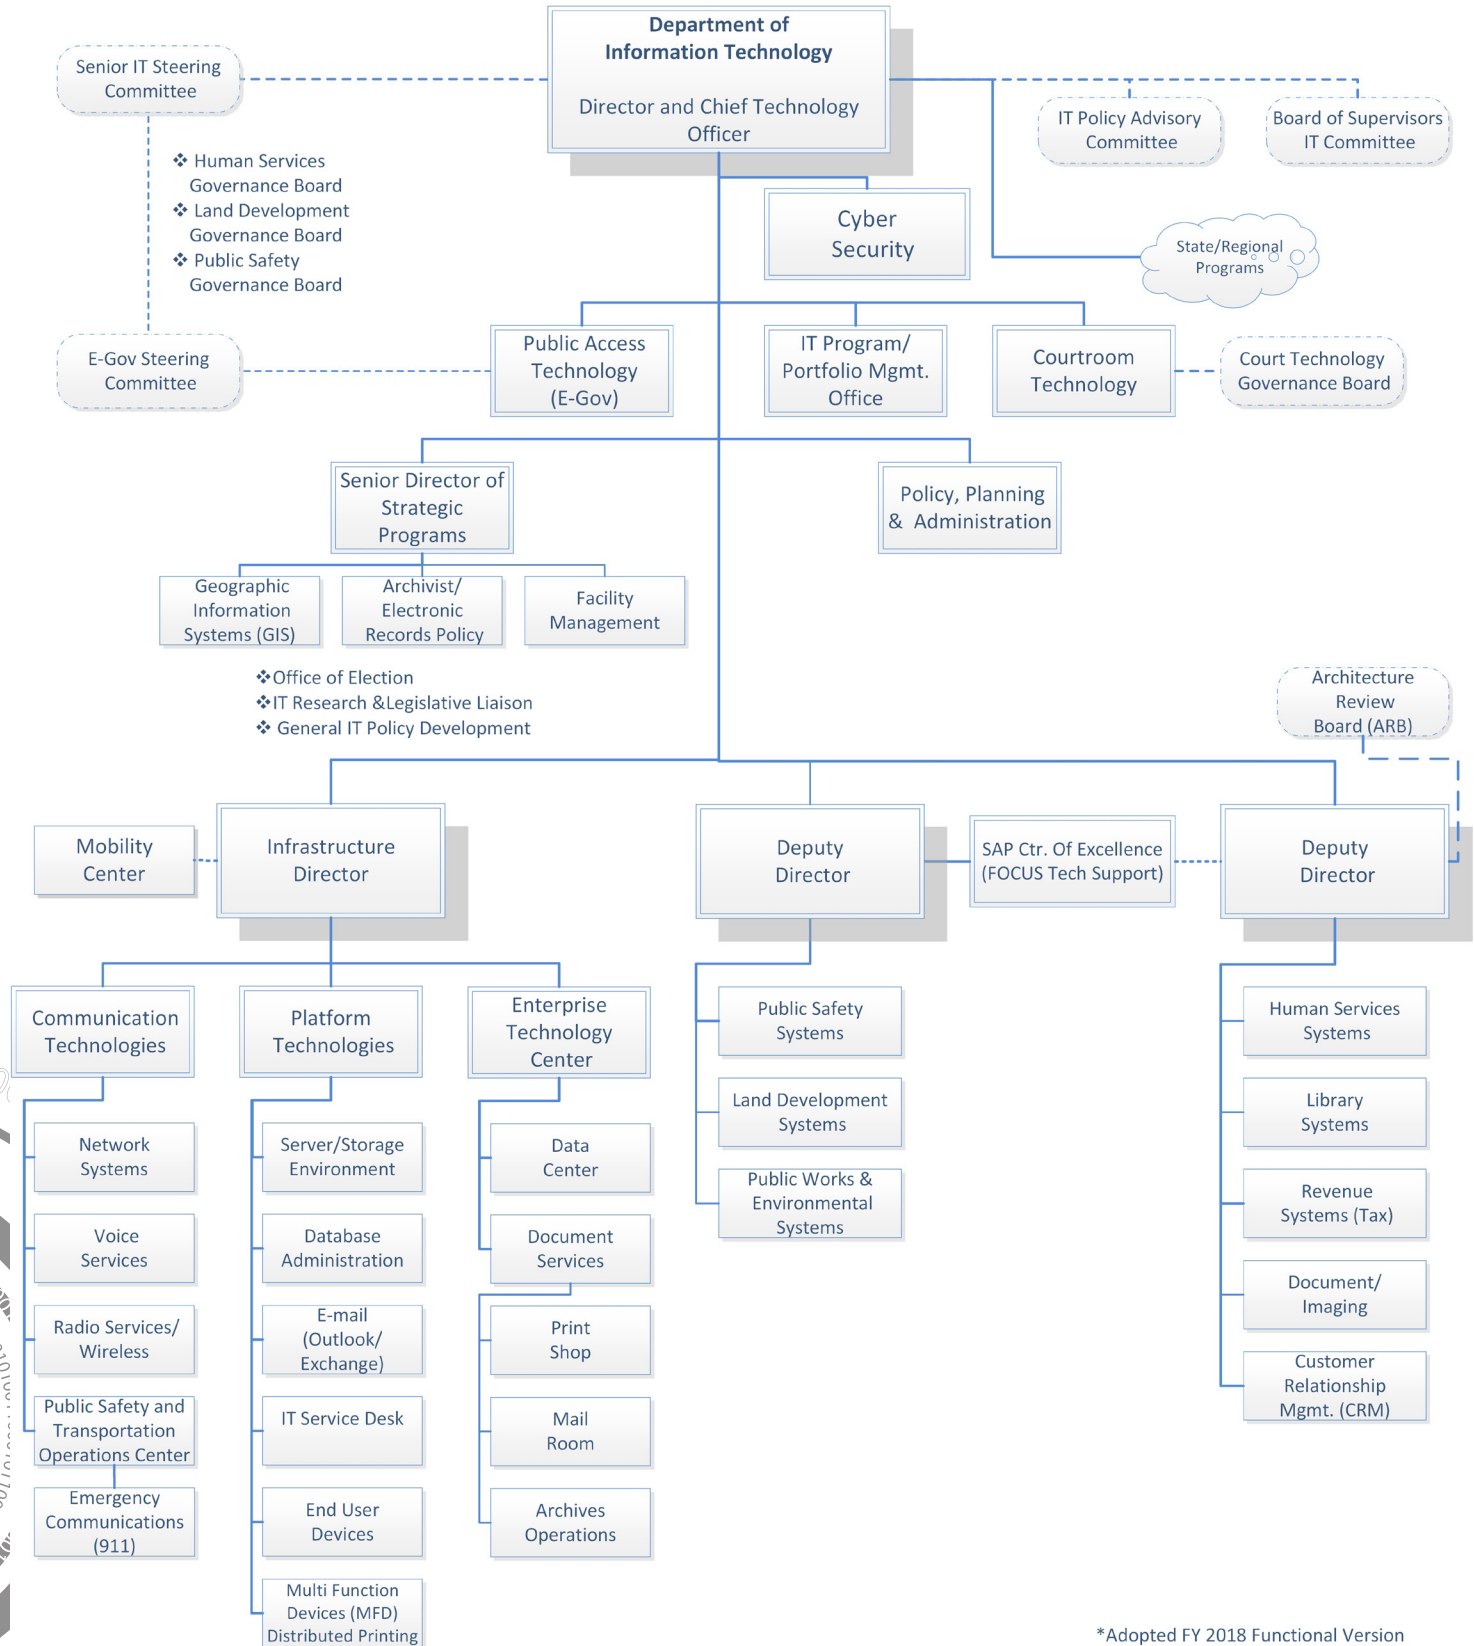 Department of
Information Technology
Director and Chief Technology
Officer
Senior IT Steering
Committee
IT Policy Advisory
Committee
Board of Supervisors
IT Committee
❖ Human Services
Governance Board
❖ Land Development
Governance Board
❖ Public Safety
Governance Board
Cyber
Security
State/Regional
Programs
E-Gov Steering
Committee
Public Access
Technology
(E-Gov)
IT Program/
Portfolio Mgmt.
Office
Courtroom
Technology
Court Technology
Governance Board
Senior Director of
Strategic
Programs
Policy, Planning
& Administration
Geographic
Information
Systems (GIS)
Archivist/
Electronic
Records Policy
Facility
Management
❖Office of Election
❖IT Research &Legislative Liaison
❖ General IT Policy Development
Architecture
Review
Board (ARB)
Mobility
Center
Infrastructure
Director
Deputy
Director
SAP Ctr. Of Excellence
(FOCUS Tech Support)
Deputy
Director
Communication
Technologies
Network
Systems
Voice
Services
Radio Services/
Wireless
Public Safety and
Transportation
Operations Center
Emergency
Communications
(911)
Platform
Technologies
Server/Storage
Environment
Database
Administration
E-mail
(Outlook/
Exchange)
IT Service Desk
End User
Devices
Multi Function
Devices (MFD)
Distributed Printing
Enterprise
Technology
Center
Data
Center
Document
Services
Print
Shop
Mail
Room
Archives
Operations
Public Safety
Systems
Land Development
Systems
Public Works &
Environmental
Systems
Human Services
Systems
Library
Systems
Revenue
Systems (Tax)
Document/
Imaging
Customer
Relationship
Mgmt. (CRM)
*Adopted FY 2018 Functional Version